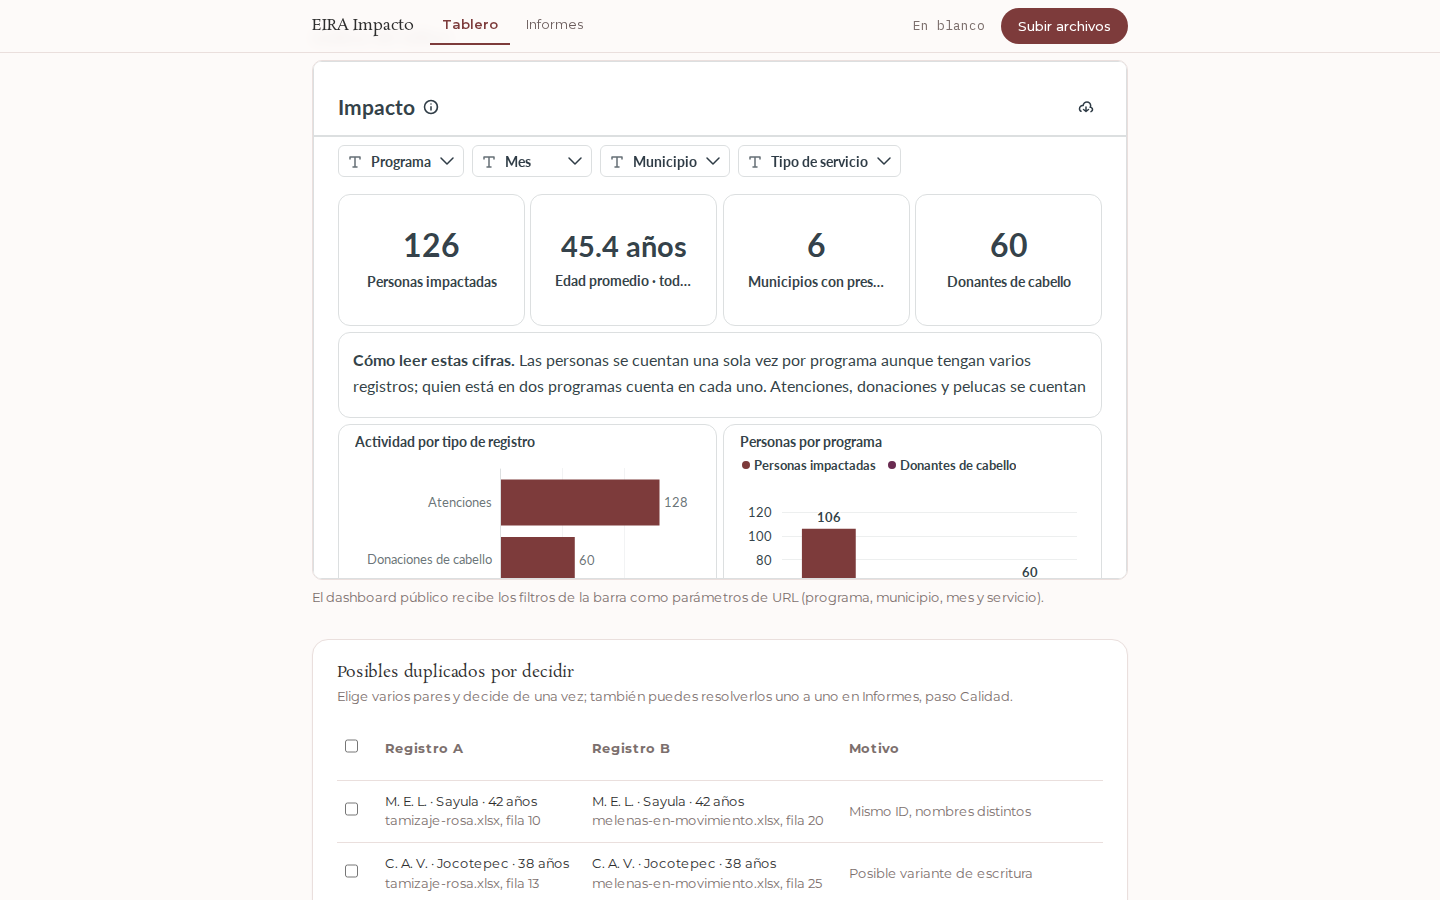 EIRA Impacto
Tablero
Informes
En blanco
Subir archivos
Impacto
Programa
Mes
Municipio
Tipo de servicio
126
Personas impactadas
45.4 años
Edad promedio · tod...
6
Municipios con pres...
60
Donantes de cabello
Cómo leer estas cifras. Las personas se cuentan una sola vez por programa aunque tengan varios
registros; quien está en dos programas cuenta en cada uno. Atenciones, donaciones y pelucas se cuentan
Actividad por tipo de registro
Atenciones
128
Donaciones de cabello
60
Personas por programa
Personas impactadas
Donantes de cabello
120
100
80
106
60
El dashboard público recibe los filtros de la barra como parámetros de URL (programa, municipio, mes y servicio).
Posibles duplicados por decidir
Elige varios pares y decide de una vez; también puedes resolverlos uno a uno en Informes, paso Calidad.
Registro A
Registro B
Motivo
M. E. L. · Sayula · 42 años
tamizaje-rosa.xlsx, fila 10
M. E. L. · Sayula · 42 años
melenas-en-movimiento.xlsx, fila 20
Mismo ID, nombres distintos
C. A. V. · Jocotepec · 38 años
tamizaje-rosa.xlsx, fila 13
C. A. V. · Jocotepec · 38 años
melenas-en-movimiento.xlsx, fila 25
Posible variante de escritura